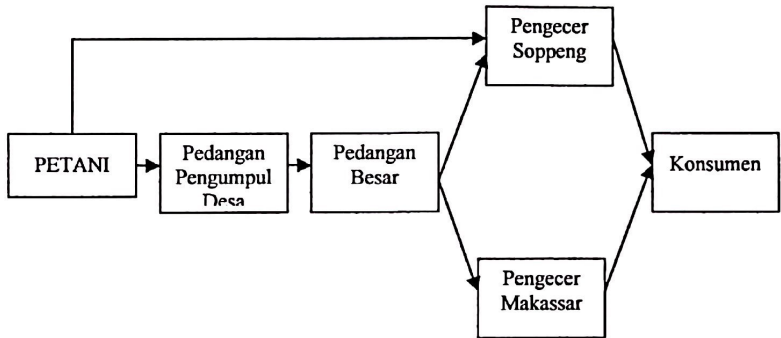 Pengecer
Soppeng
PETANI
Pedangan
Pengumpul
Desa
Pedangan
Besar
Konsumen
Pengecer
Makassar